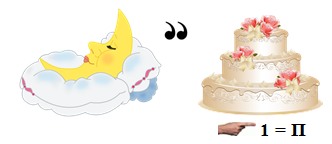 ,,
1 = П